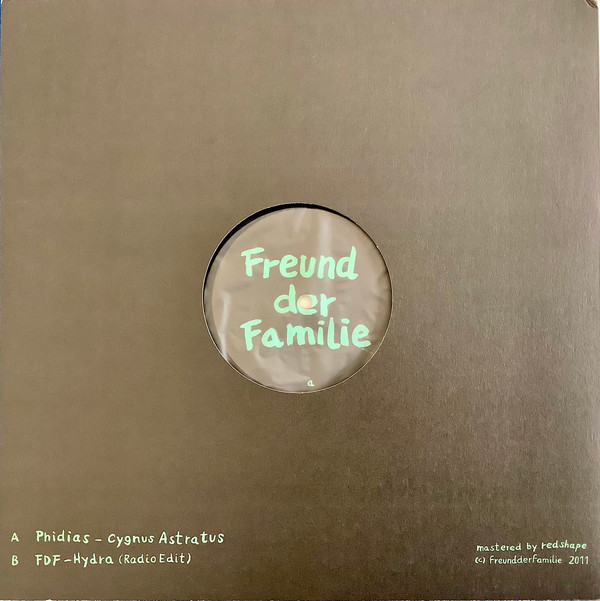 Freund
der
Familie
a
A Phidias - Cygnus Astratus
B FDF - Hydra (Radio Edit)
mastered by redshape
(c) FreundderFamilie 2011